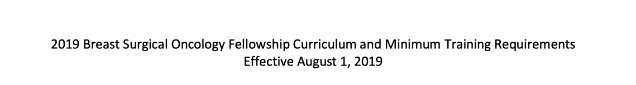 2019 Breast Surgical Oncology Fellowship Curriculum and Minimum Training Requirements
Effective August 1, 2019